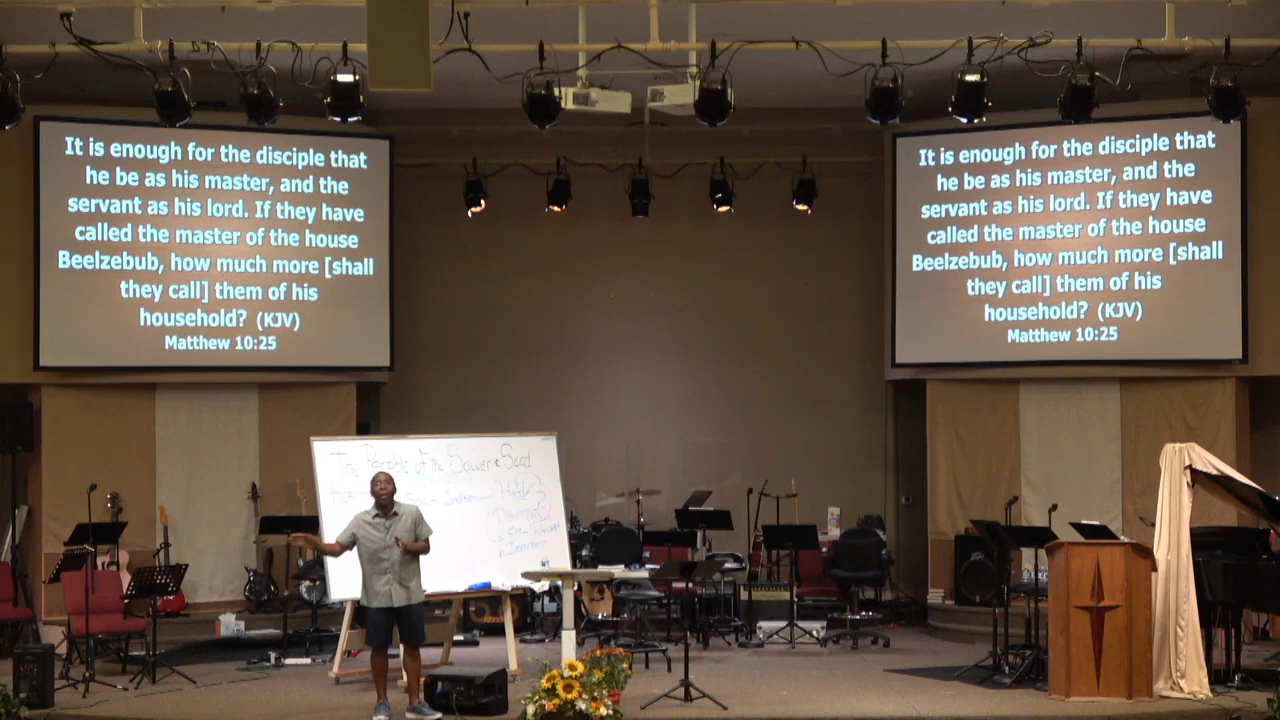 It is enough for the disciple that
he be as his master, and the
servant as his lord. If they have
called the master of the house
Beelzebub, how much more [shall
they call] them of his
household? (KJV)
Matthew 10:25
It is enough for the disciple that
he be as his master, and the
servant as his lord. If they have
called the master of the house
Beelzebub, how much more [shall
they call] them of his
household? (KJV)
Matthew 10:25
The Parable of the Sower & Seed